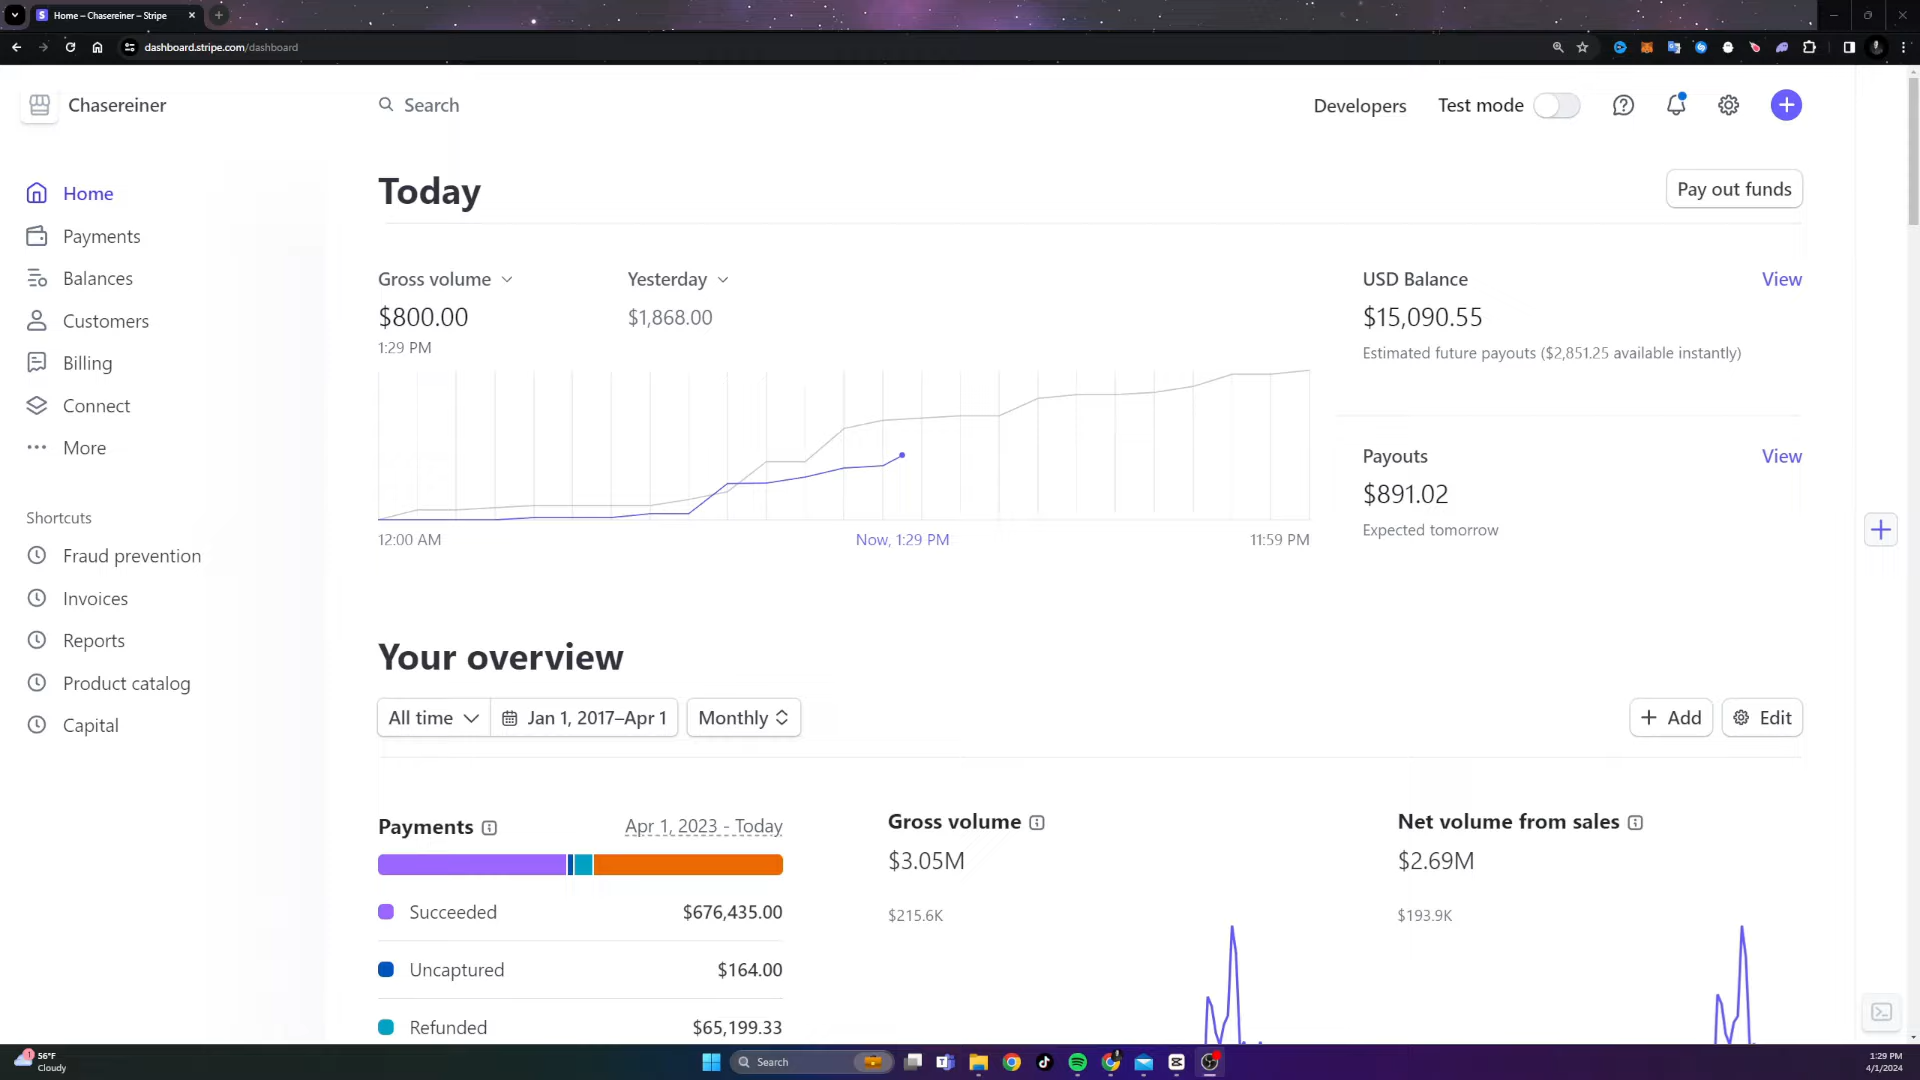 Home – Chasereiner – Stripe
dashboard.stripe.com/dashboard
Chasereiner
Search
Developers
Test mode
Home
Payments
Balances
Customers
Billing
Connect
More
Shortcuts
Fraud prevention
Invoices
Reports
Product catalog
Capital
Today
Pay out funds
Gross volume
$800.00
1:29 PM
Yesterday
$1,868.00
12:00 AM
Now, 1:29 PM
11:59 PM
USD Balance
View
$15,090.55
Estimated future payouts ($2,851.25 available instantly)
Payouts
View
$891.02
Expected tomorrow
Your overview
All time
Jan 1, 2017–Apr 1
Monthly
Add
Edit
Payments
Apr 1, 2023 - Today
Succeeded
$676,435.00
Uncaptured
$164.00
Refunded
$65,199.33
Gross volume
$3.05M
$215.6K
Net volume from sales
$2.69M
$193.9K
1
56°F
Cloudy
Search
1:29 PM
4/1/2024